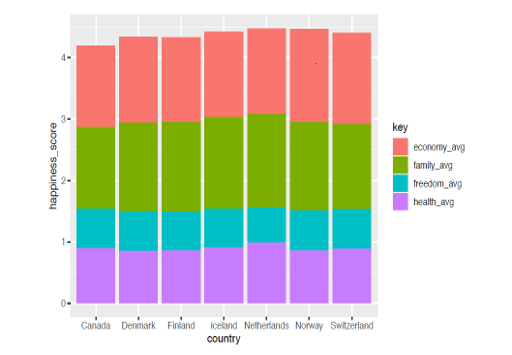 happiness_score
4
3
2
1
0
Canada Denmark Finland Iceland Netherlands Norway Switzerland
country
key
economy_avg
family_avg
freedom_avg
health_avg